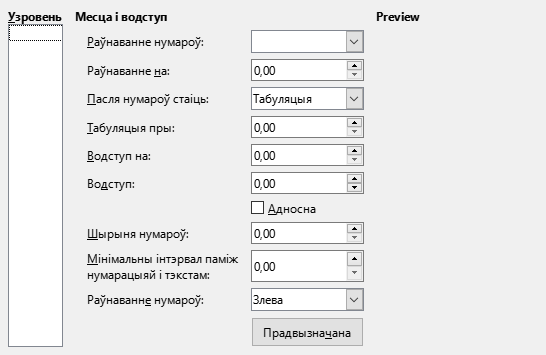 Узровень Месца і водступ Preview
Раўнаванне нумароў:
Раўнаванне на: 0,00
Пасля нумароў стаіць: Табуляцыя
Табуляцыя пры: 0,00
Водступ на: 0,00
Водступ: 0,00
Адносна
Шырыня нумароў: 0,00
Мінімальны інтэрвал паміж
нумарацыяй і тэкстам: 0,00
Раўнаванне нумароў: Злева
Прадвызначана